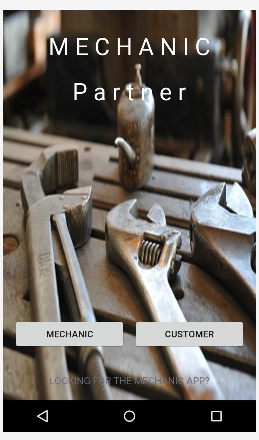 MECHANIC
Partner
MECHANIC
CUSTOMER
LOOKING FOR THE MECHANIC APP?